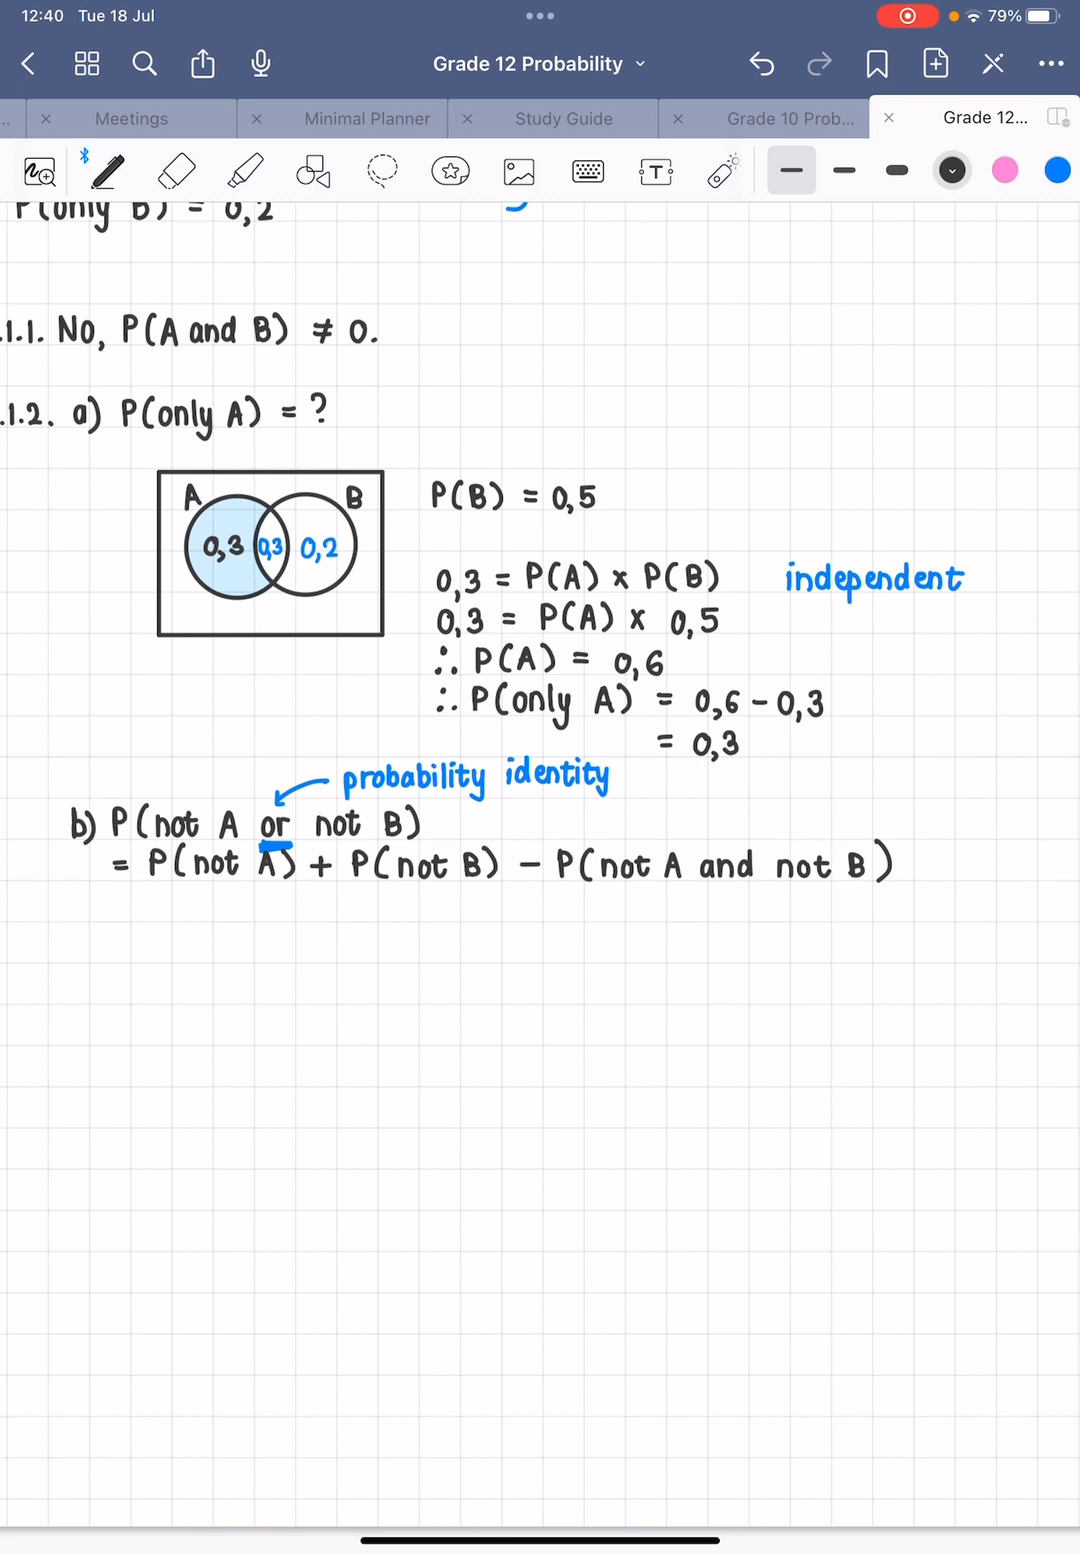 12:40 Tue 18 Jul
79%
Grade 12 Probability
Meetings
Minimal Planner
Study Guide
Grade 10 Prob...
Grade 12...
T
P(only B) = 0,2
.1.1. No, P(A and B) ≠ 0.
.1.2. a) P(only A) = ?
A B
0,3 0,3 0,2
P(B) = 0,5
0,3 = P(A) x P(B) independent
0,3 = P(A) x 0,5
∴ P(A) = 0,6
∴ P(only A) = 0,6 - 0,3
= 0,3
probability identity
b) P(not A or not B)
= P(not A) + P(not B) - P(not A and not B)